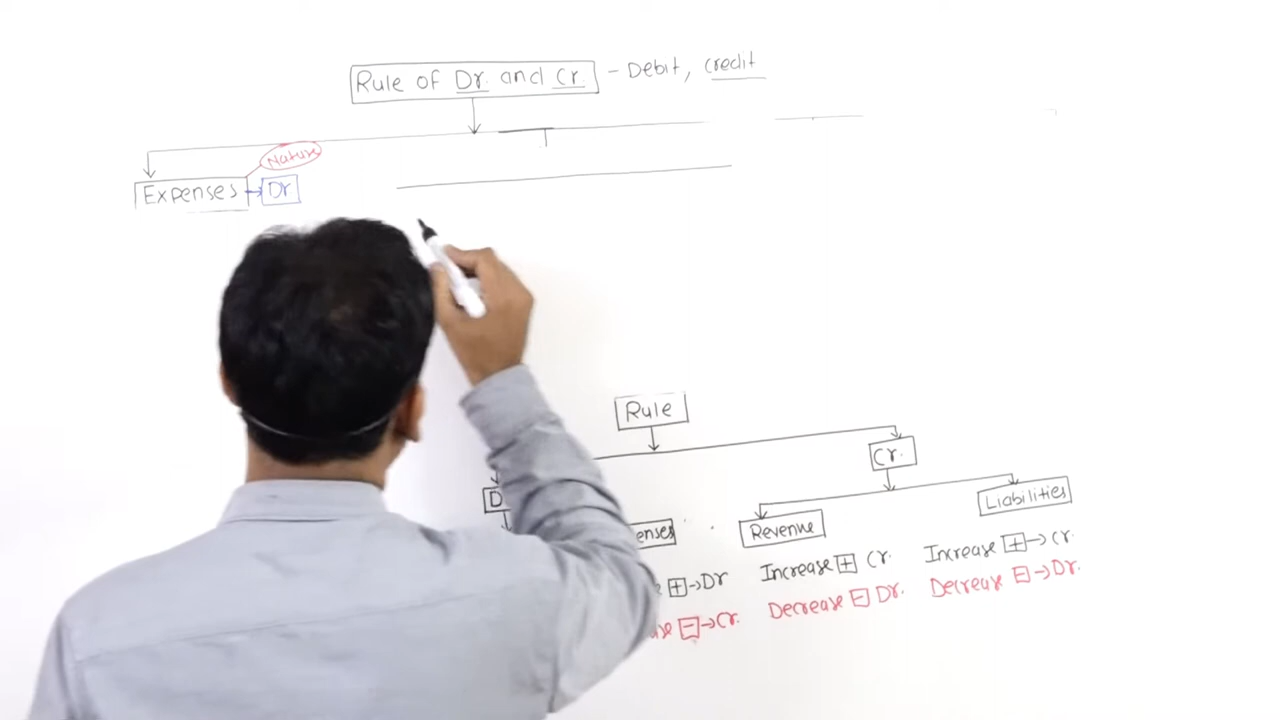 Rule of Dr. and Cr. - Debit, credit
Nature
Expenses → Dr
Rule
Cr.
Revenue
Liabilities
+ → Dr
Increase + Cr.
Increase + → Cr.
- → Cr.
Decrease - Dr.
Decrease - → Dr.